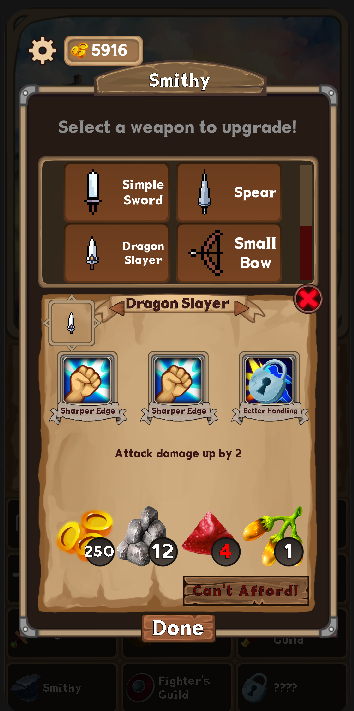 5916
Smithy
Select a weapon to upgrade!
Simple
Sword
Spear
Dragon
Slayer
Small
Bow
Dragon Slayer
Sharper Edge
Sharper Edge
Better Handling
Attack damage up by 2
250
12
4
1
Can't Afford!
Done
Guild
Smithy
Fighter's
Guild
????